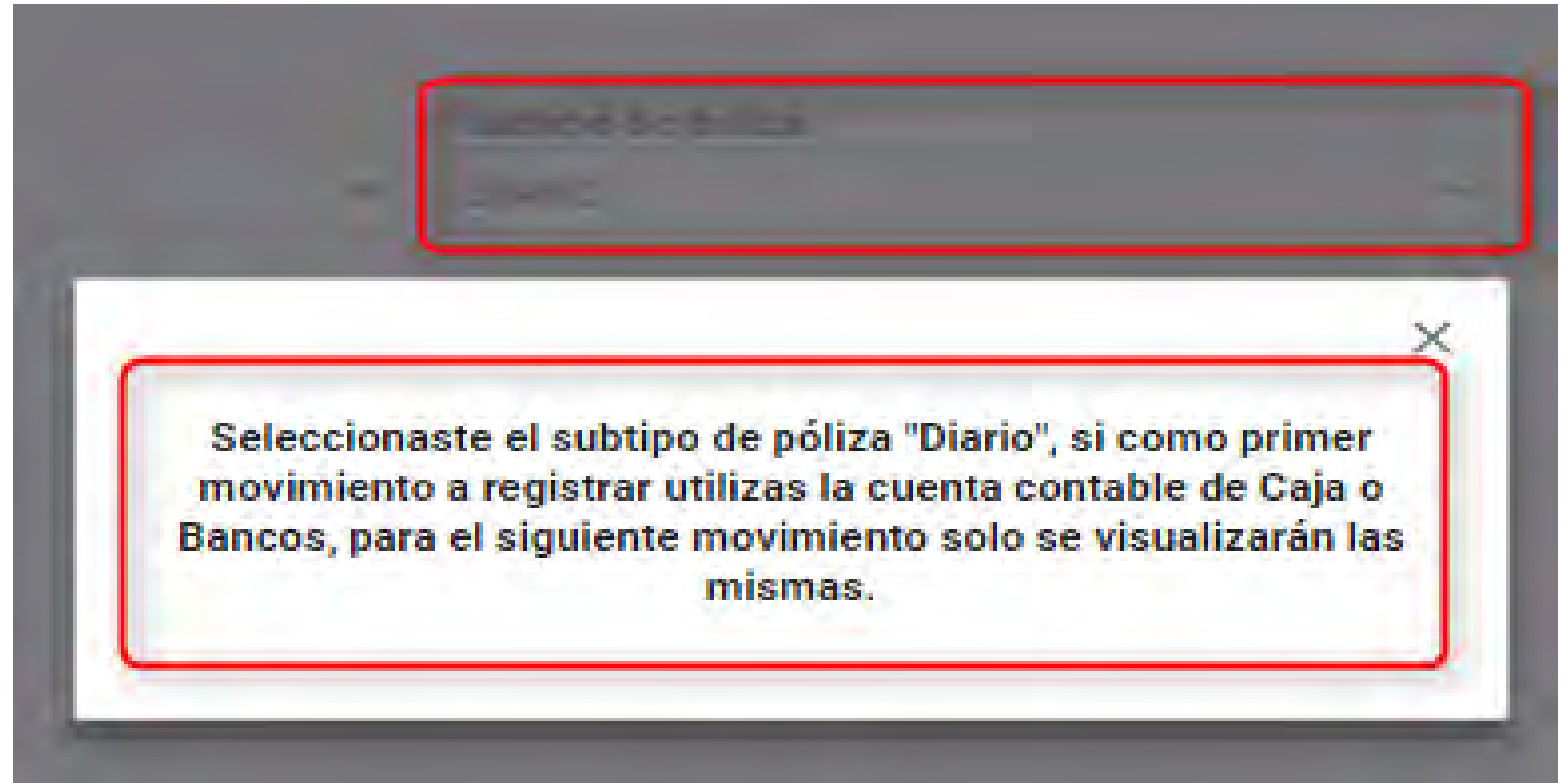 Seleccionaste el subtipo de póliza "Diario", si como primer
movimiento a registrar utilizas la cuenta contable de Caja o
Bancos, para el siguiente movimiento solo se visualizarán las
mismas.